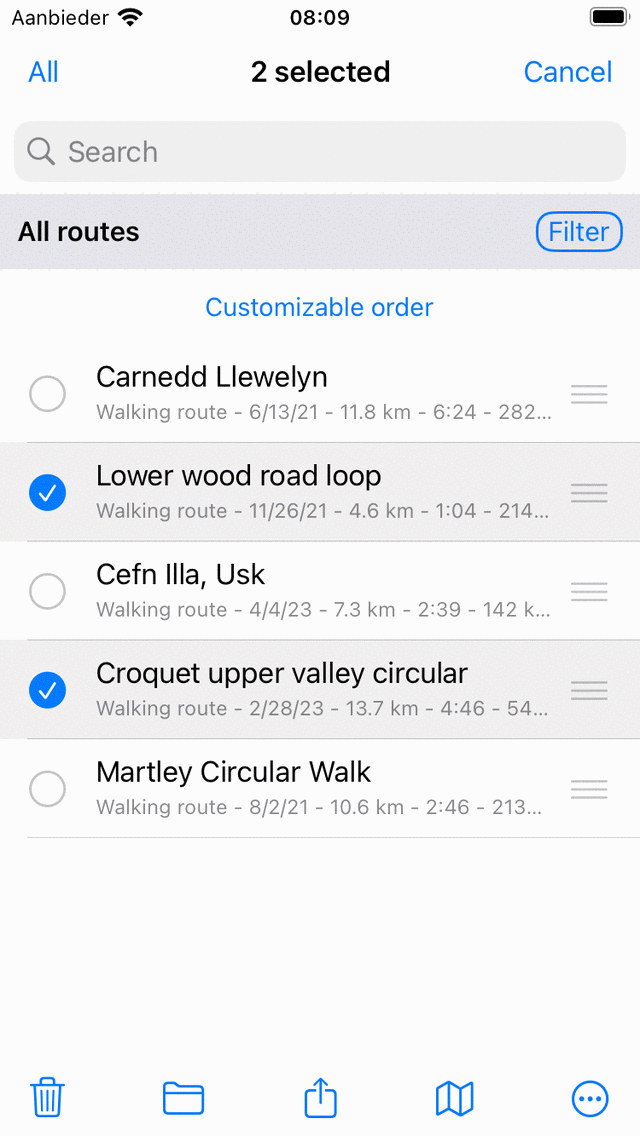 Aanbieder 08:09
All 2 selected Cancel
Search
All routes Filter
Customizable order
Carnedd Llewelyn
Walking route - 6/13/21 - 11.8 km - 6:24 - 282...
Lower wood road loop
Walking route - 11/26/21 - 4.6 km - 1:04 - 214...
Cefn Illa, Usk
Walking route - 4/4/23 - 7.3 km - 2:39 - 142 k...
Croquet upper valley circular
Walking route - 2/28/23 - 13.7 km - 4:46 - 54...
Martley Circular Walk
Walking route - 8/2/21 - 10.6 km - 2:46 - 213...